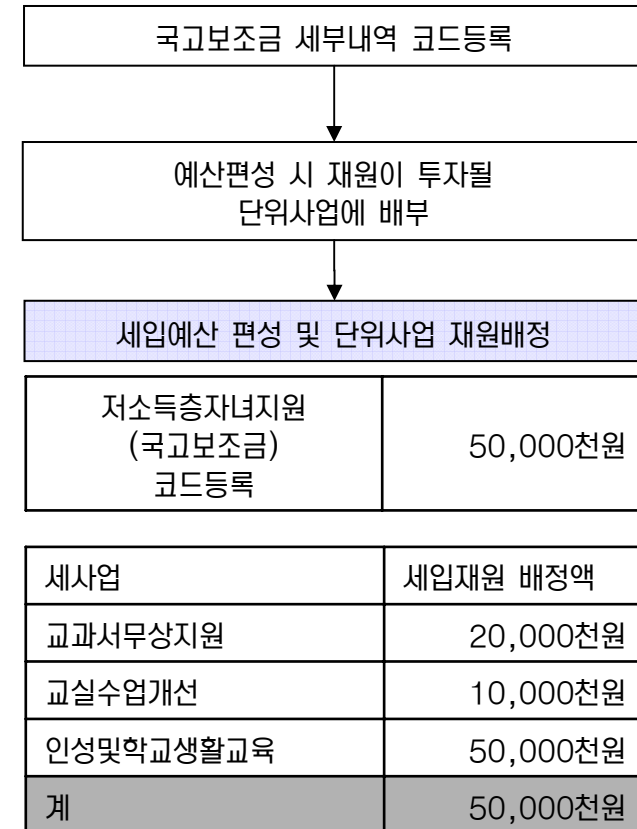 국고보조금 세부내역 코드등록
예산편성 시 재원이 투자될
단위사업에 배부
세입예산 편성 및 단위사업 재원배정
저소득층자녀지원
(국고보조금)
코드등록
50,000천원
세사업 세입재원 배정액
교과서무상지원 20,000천원
교실수업개선 10,000천원
인성및학교생활교육 50,000천원
계 50,000천원